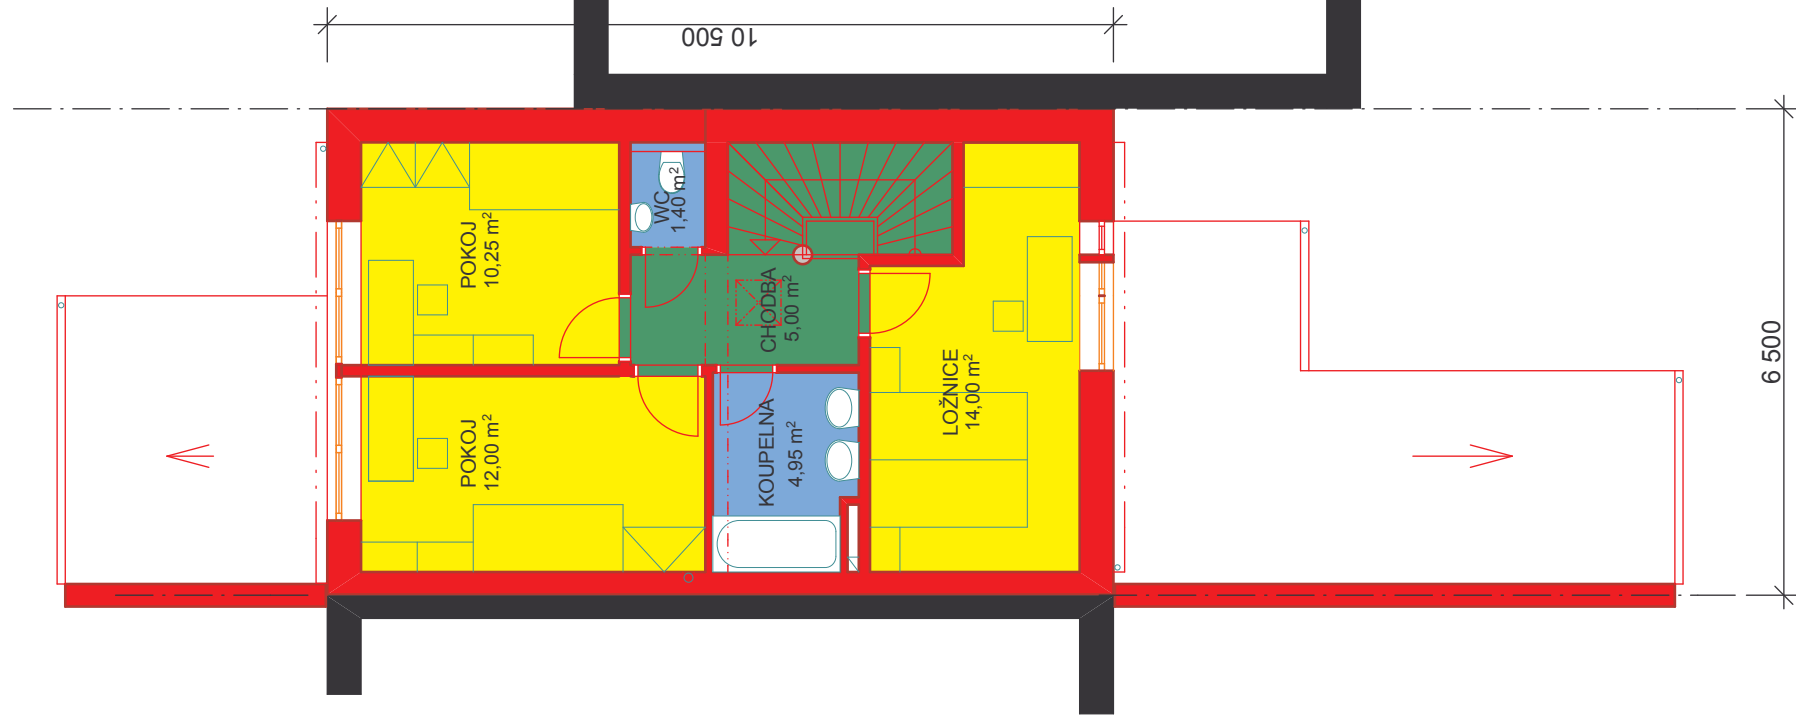 10 500
POKOJ
10,25 m²
WC
1,40 m²
CHODBA
5,00 m²
LOŽNICE
14,00 m²
POKOJ
12,00 m²
KOUPELNA
4,95 m²
6 500